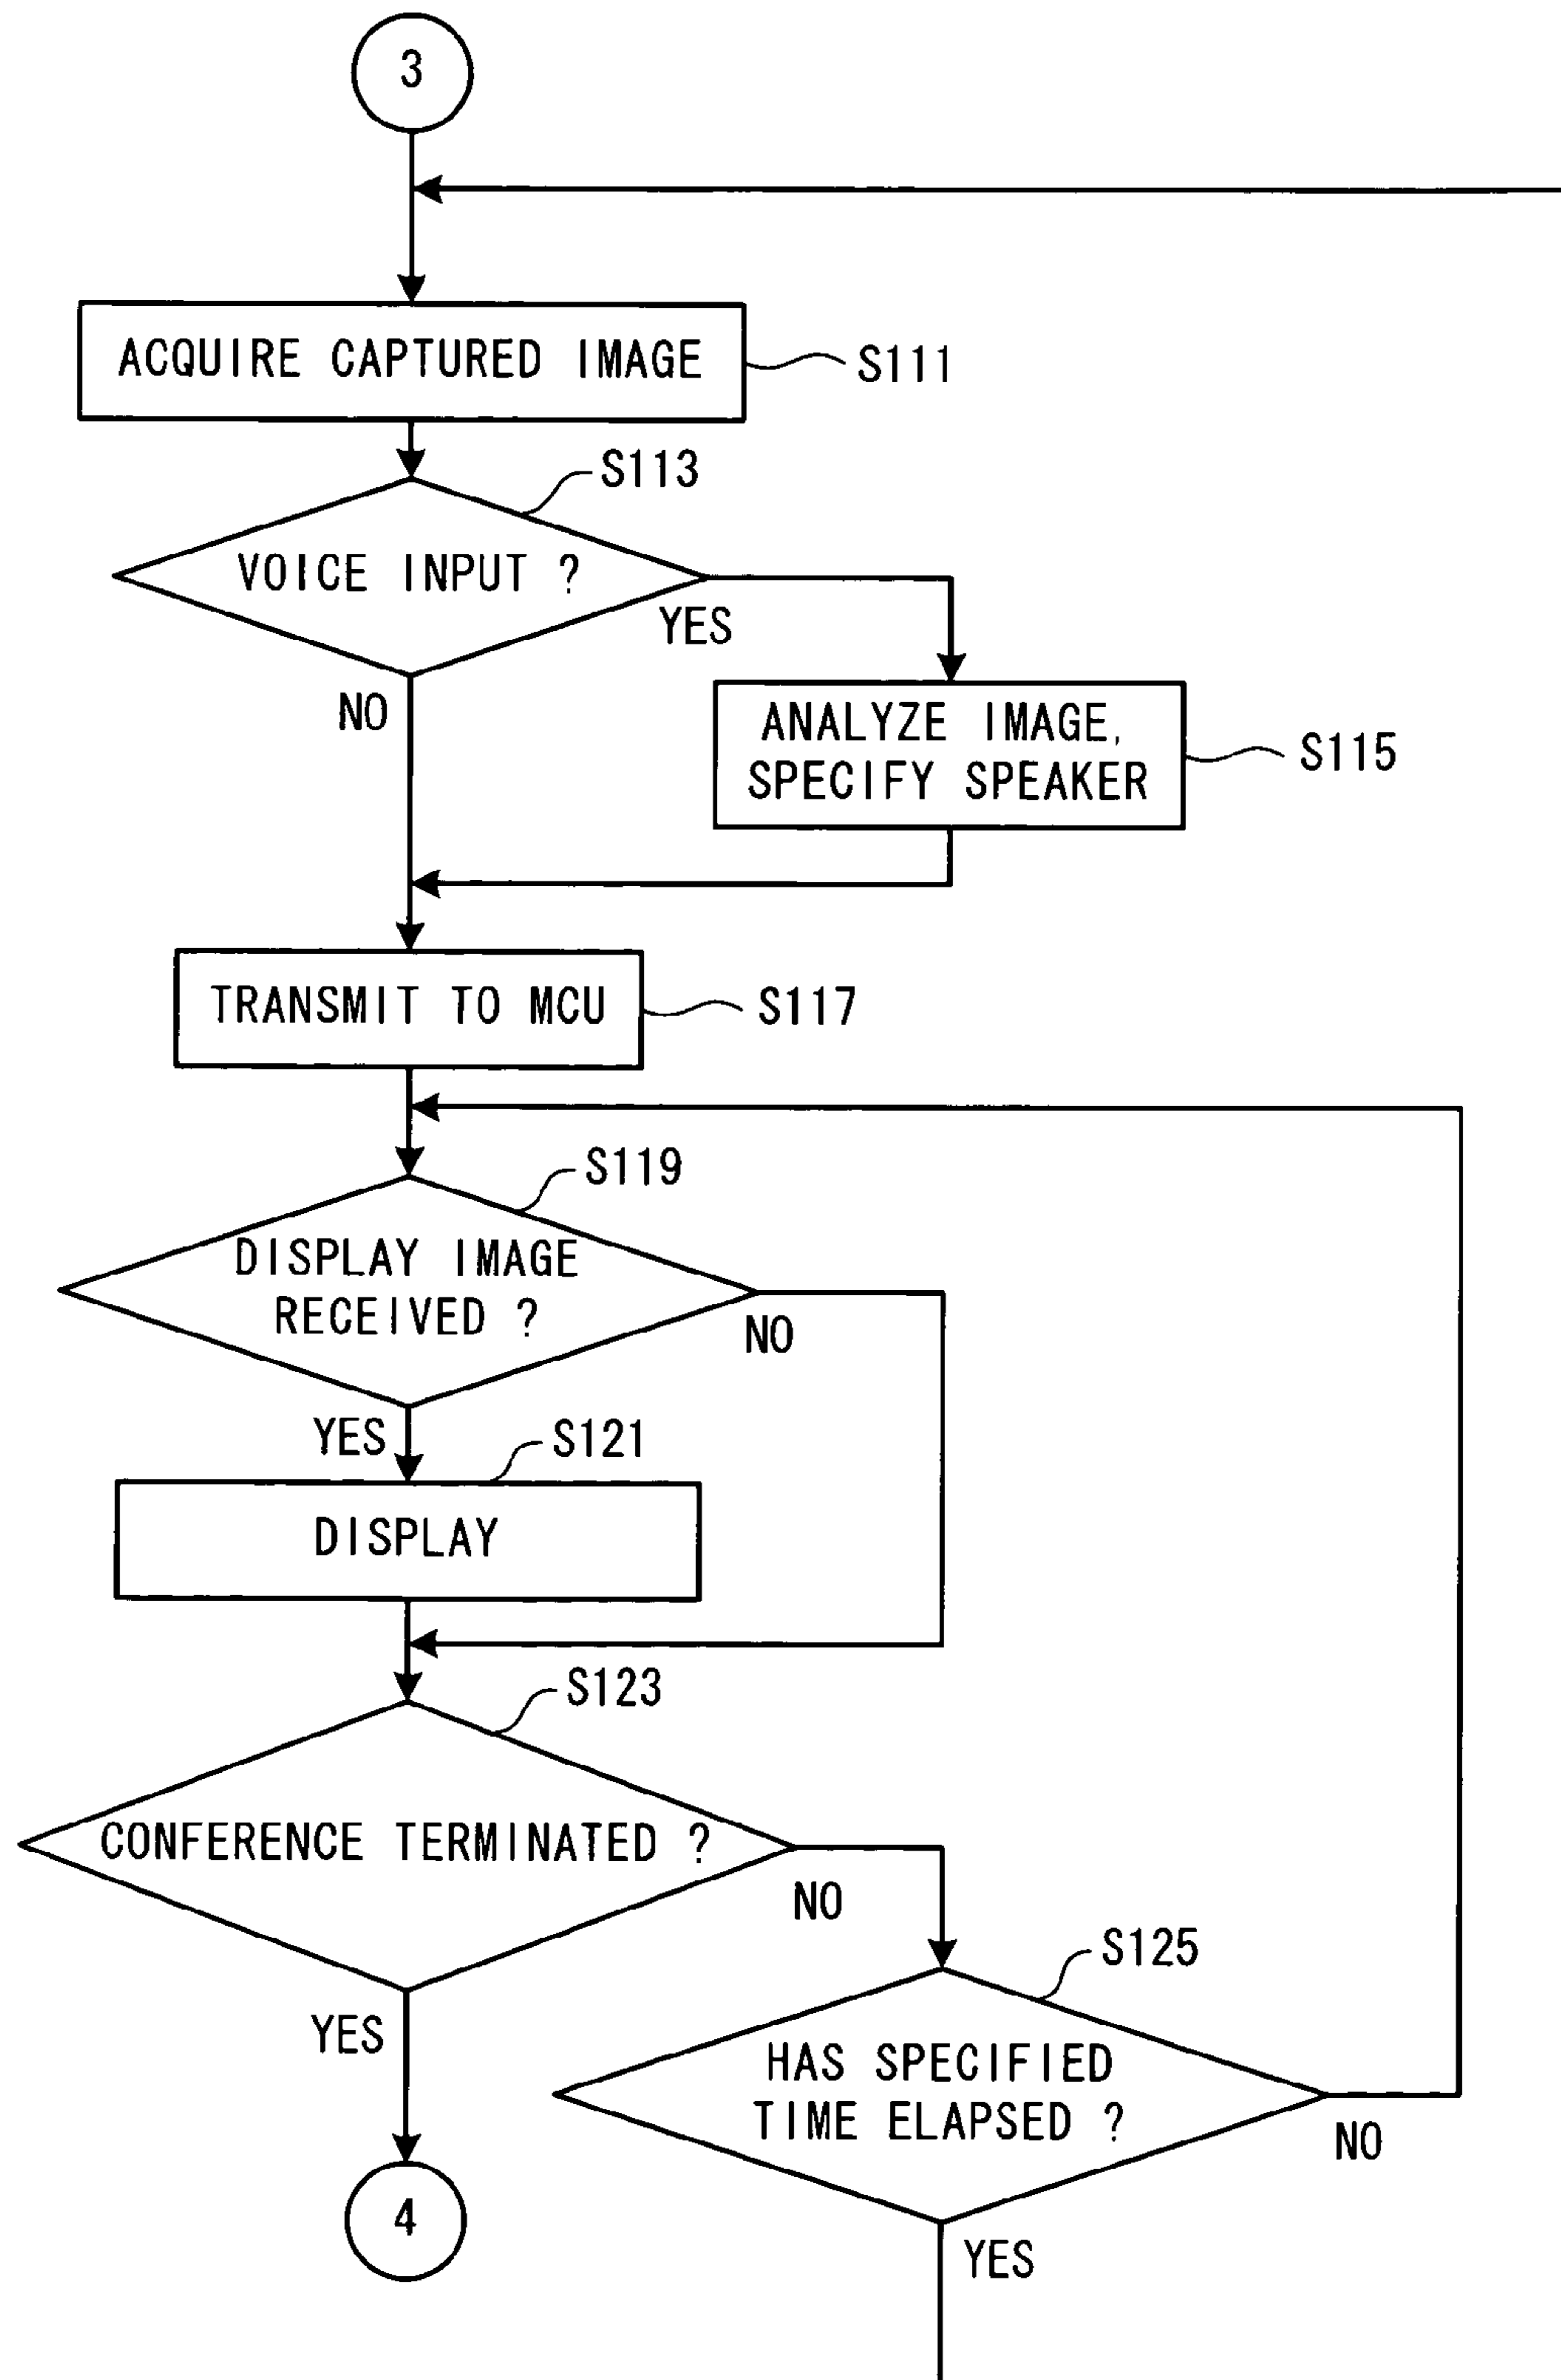 3
ACQUIRE CAPTURED IMAGE
S111
S113
VOICE INPUT ?
YES
NO
ANALYZE IMAGE,
SPECIFY SPEAKER
S115
TRANSMIT TO MCU
S117
S119
DISPLAY IMAGE
RECEIVED ?
NO
YES
S121
DISPLAY
S123
CONFERENCE TERMINATED ?
NO
YES
S125
HAS SPECIFIED
TIME ELAPSED ?
NO
4
YES